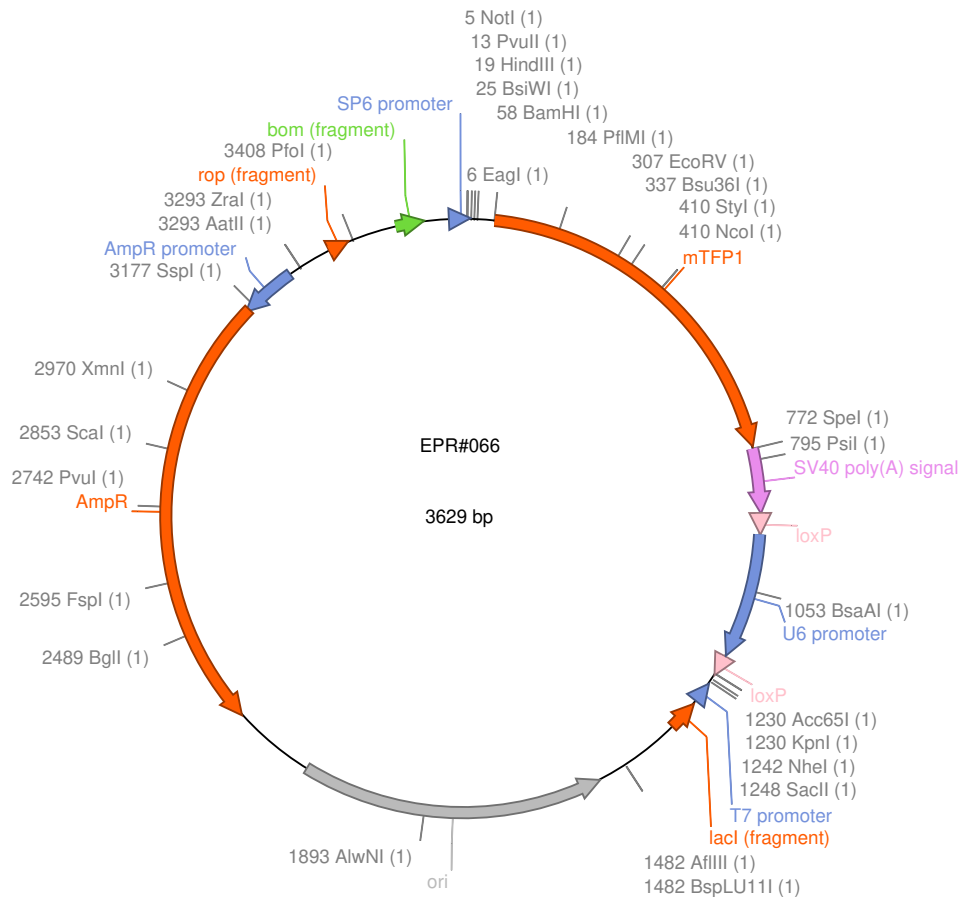 5 NotI (1)
13 PvuII (1)
19 HindIII (1)
25 BsiWI (1)
58 BamHI (1)
184 PflMI (1)
307 EcoRV (1)
337 Bsu36I (1)
410 StyI (1)
410 NcoI (1)
mTFP1
6 EagI (1)
SP6 promoter
bom (fragment)
3408 PfoI (1)
rop (fragment)
3293 ZraI (1)
3293 AatII (1)
AmpR promoter
3177 SspI (1)
2970 XmnI (1)
2853 ScaI (1)
2742 PvuI (1)
AmpR
2595 FspI (1)
2489 BglI (1)
EPR#066
3629 bp
772 SpeI (1)
795 PsiI (1)
SV40 poly(A) signal
loxP
1053 BsaAI (1)
U6 promoter
loxP
1230 Acc65I (1)
1230 KpnI (1)
1242 NheI (1)
1248 SacII (1)
T7 promoter
lacI (fragment)
1482 AflIII (1)
1482 BspLU11I (1)
1893 AlwNI (1)
ori